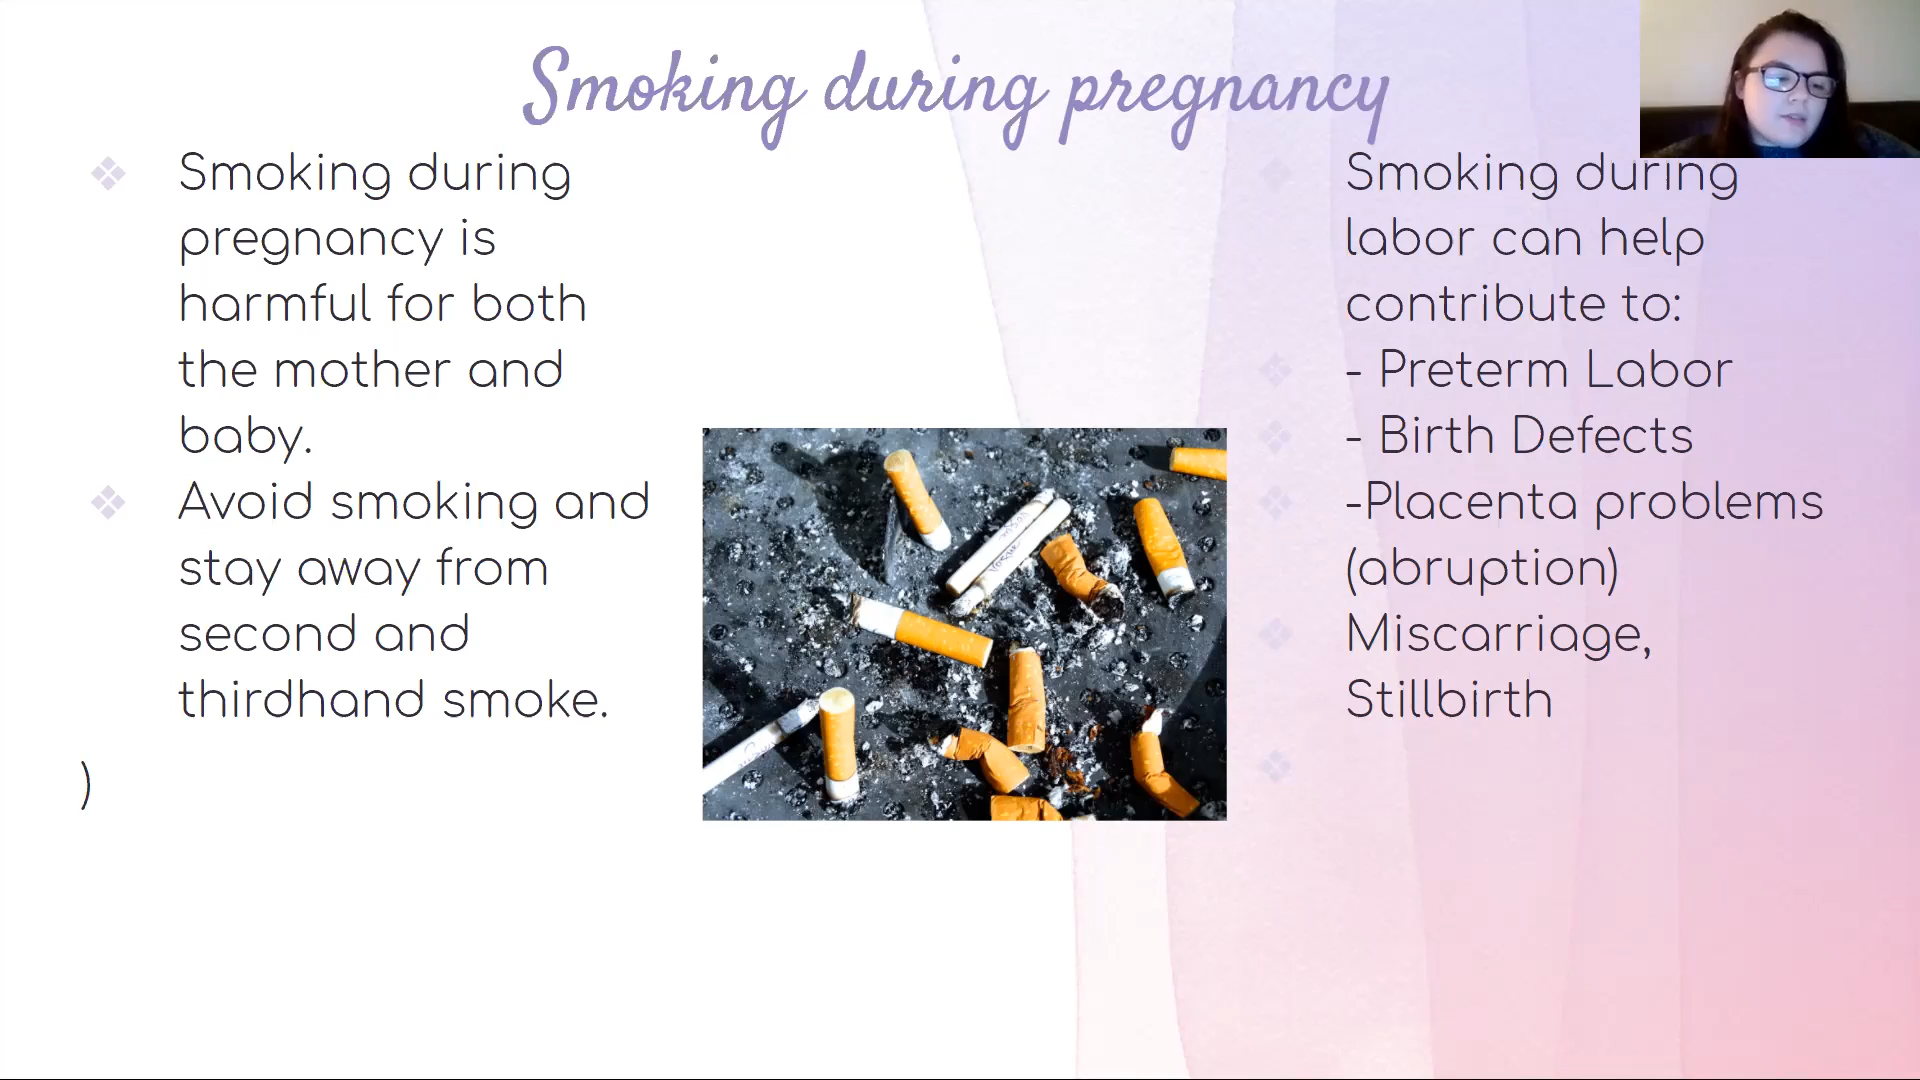 Smoking during pregnancy
Smoking during
pregnancy is
harmful for both
the mother and
baby.
Avoid smoking and
stay away from
second and
thirdhand smoke.
)
Vogue
Smoking during
labor can help
contribute to:
- Preterm Labor
- Birth Defects
-Placenta problems
(abruption)
Miscarriage,
Stillbirth